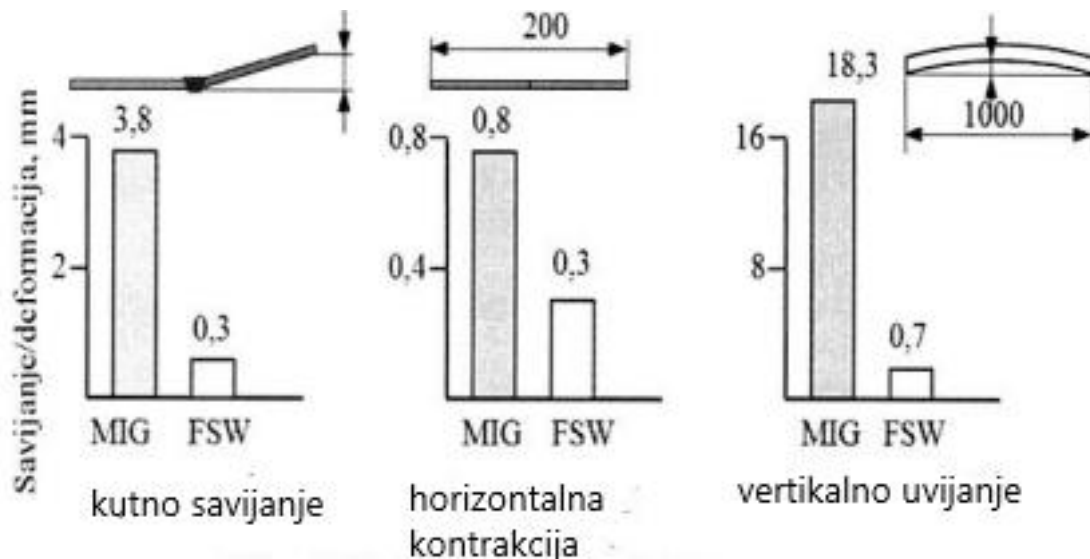 Savijanje/deformacija, mm
4
2
3,8
0,3
MIG FSW
kutno savijanje
200
0,8
0,4
0,8
0,3
MIG FSW
horizontalna
kontrakcija
1000
16
8
18,3
0,7
MIG FSW
vertikalno uvijanje